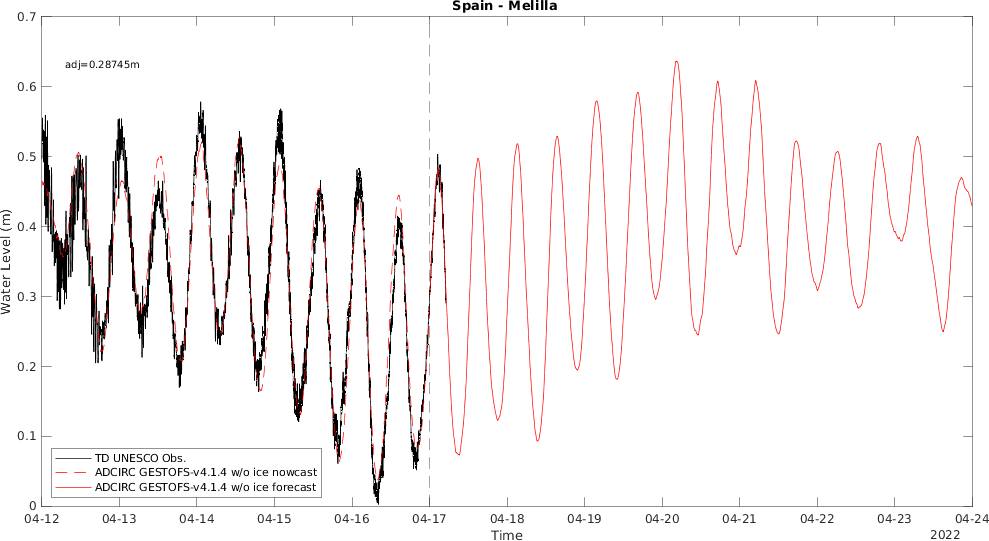 Spain - Melilla
0.7
adj=0.28745m
0.6
0.5
0.4
Water Level (m)
0.3
0.2
0.1
0
TD UNESCO Obs.
ADCIRC GESTOFS-v4.1.4 w/o ice nowcast
ADCIRC GESTOFS-v4.1.4 w/o ice forecast
04-12 04-13 04-14 04-15 04-16 04-17 04-18 04-19 04-20 04-21 04-22 04-23 04-24
Time
2022